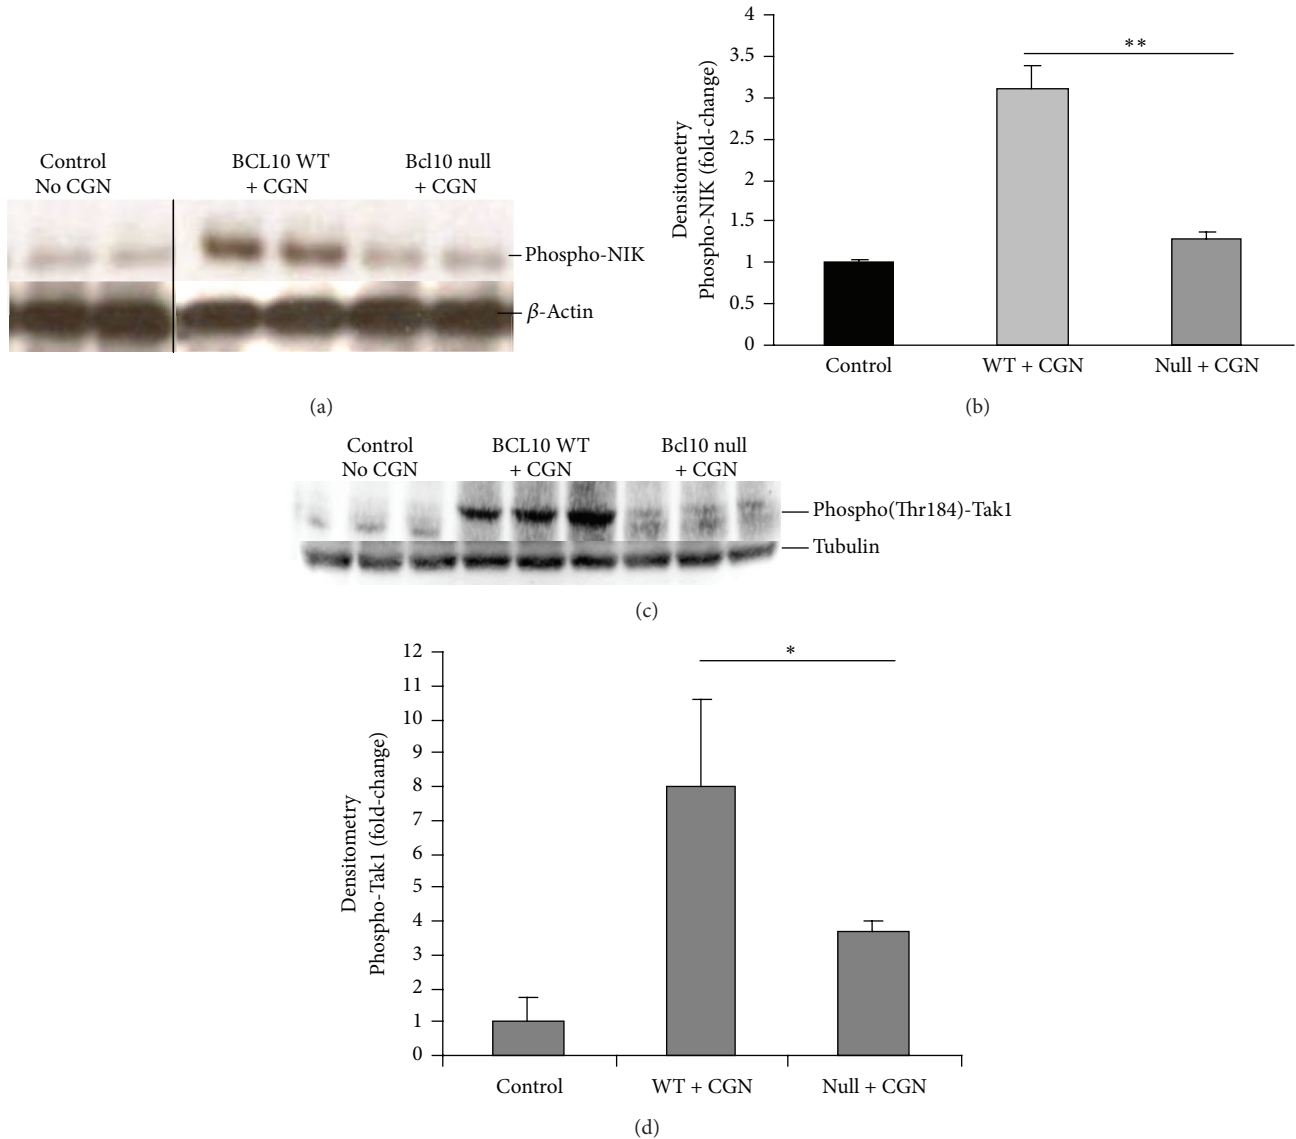 Control
No CGN
BCL10 WT
+ CGN
Bcl10 null
+ CGN
Phospho-NIK
β-Actin
(a)
Densitometry
Phospho-NIK (fold-change)
4
3.5
3
2.5
2
1.5
1
0.5
0
**
Control
WT + CGN
Null + CGN
(b)
Control
No CGN
BCL10 WT
+ CGN
Bcl10 null
+ CGN
Phospho(Thr184)-Tak1
Tubulin
(c)
Densitometry
Phospho-Tak1 (fold-change)
12
11
10
9
8
7
6
5
4
3
2
1
0
*
Control
WT + CGN
Null + CGN
(d)